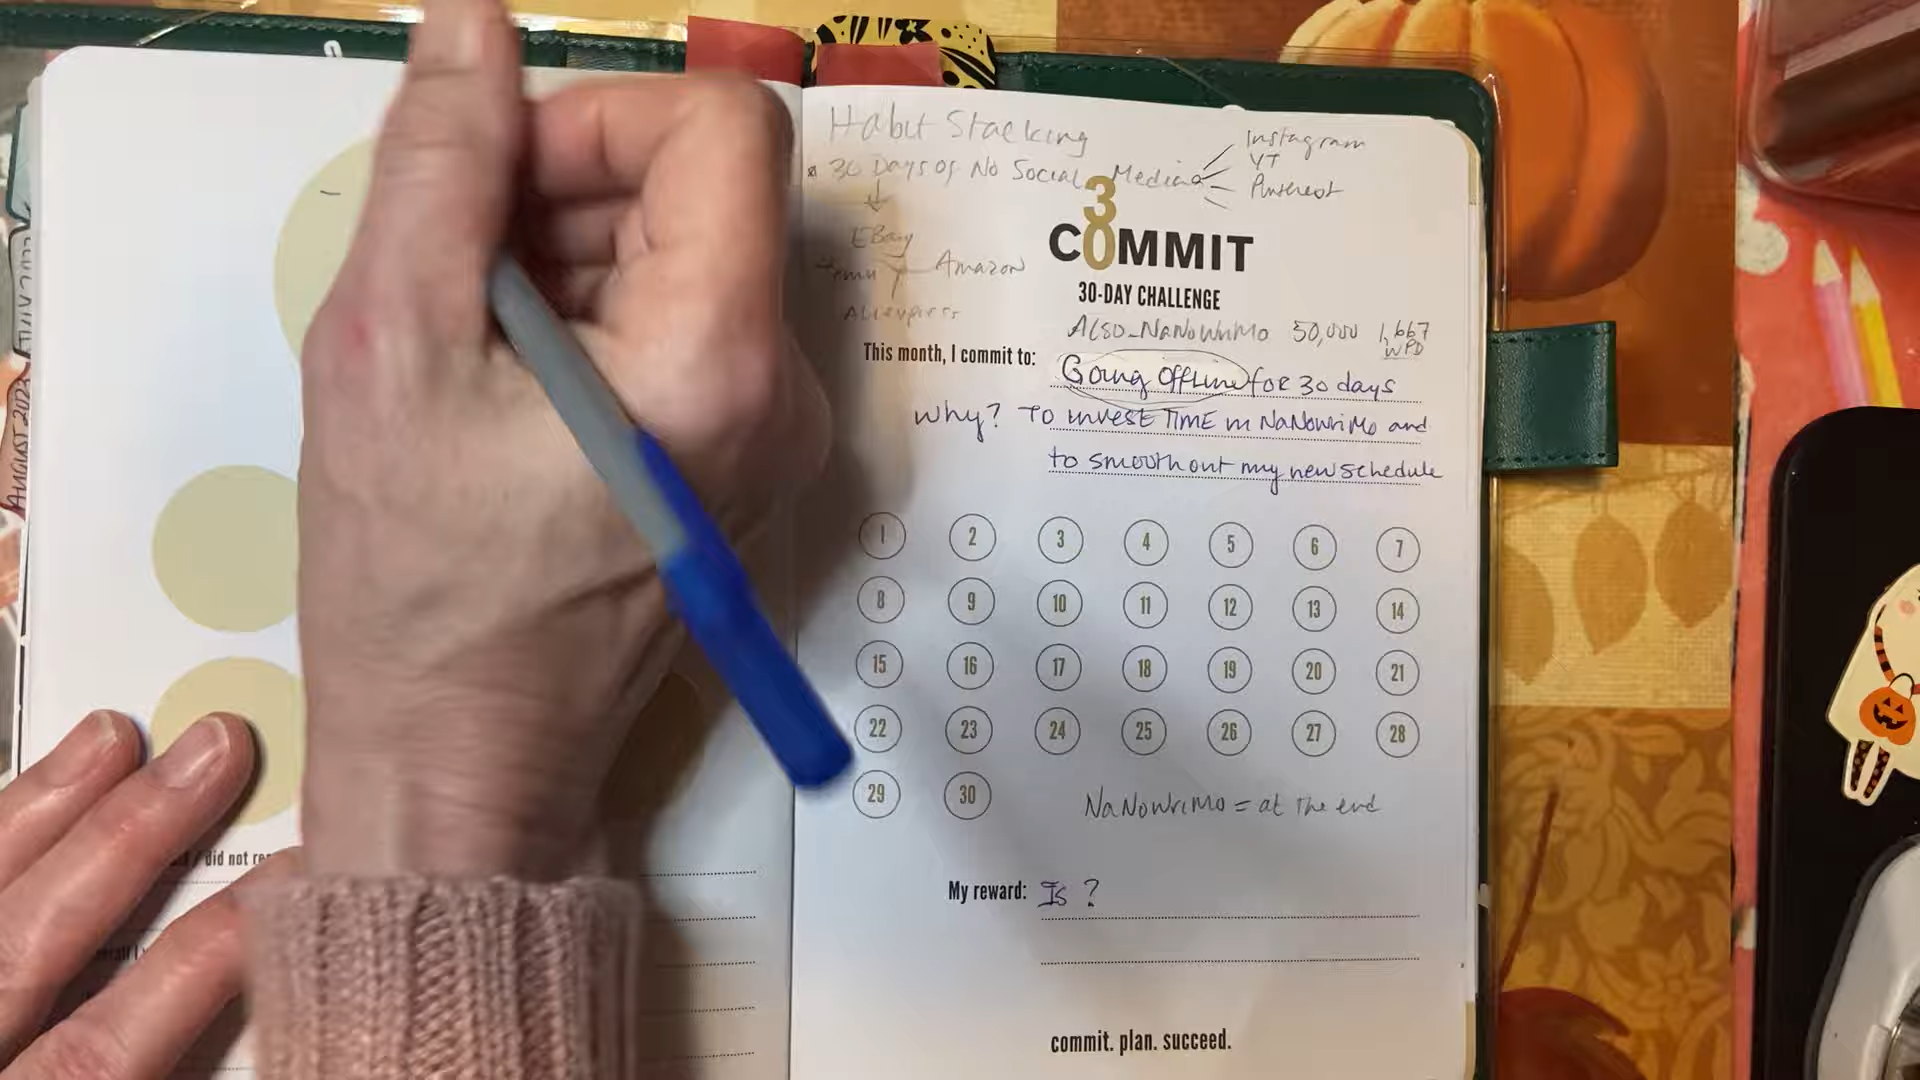 Habit Stacking
30 Days of No Social Media
Instagram
YT
Pinterest
EBay
Amazon
Aliexpress
30
COMMIT
30-DAY CHALLENGE
Also NaNoWriMo 50,000 1,667
WPD
This month, I commit to: Going Offline for 30 days
Why? To invest TIME in NaNoWriMo and
to smooth out my new schedule
1 2 3 4 5 6 7
8 9 10 11 12 13 14
15 16 17 18 19 20 21
22 23 24 25 26 27 28
29 30
NaNoWriMo = at the end
did not
My reward: Is ?
commit. plan. succeed.